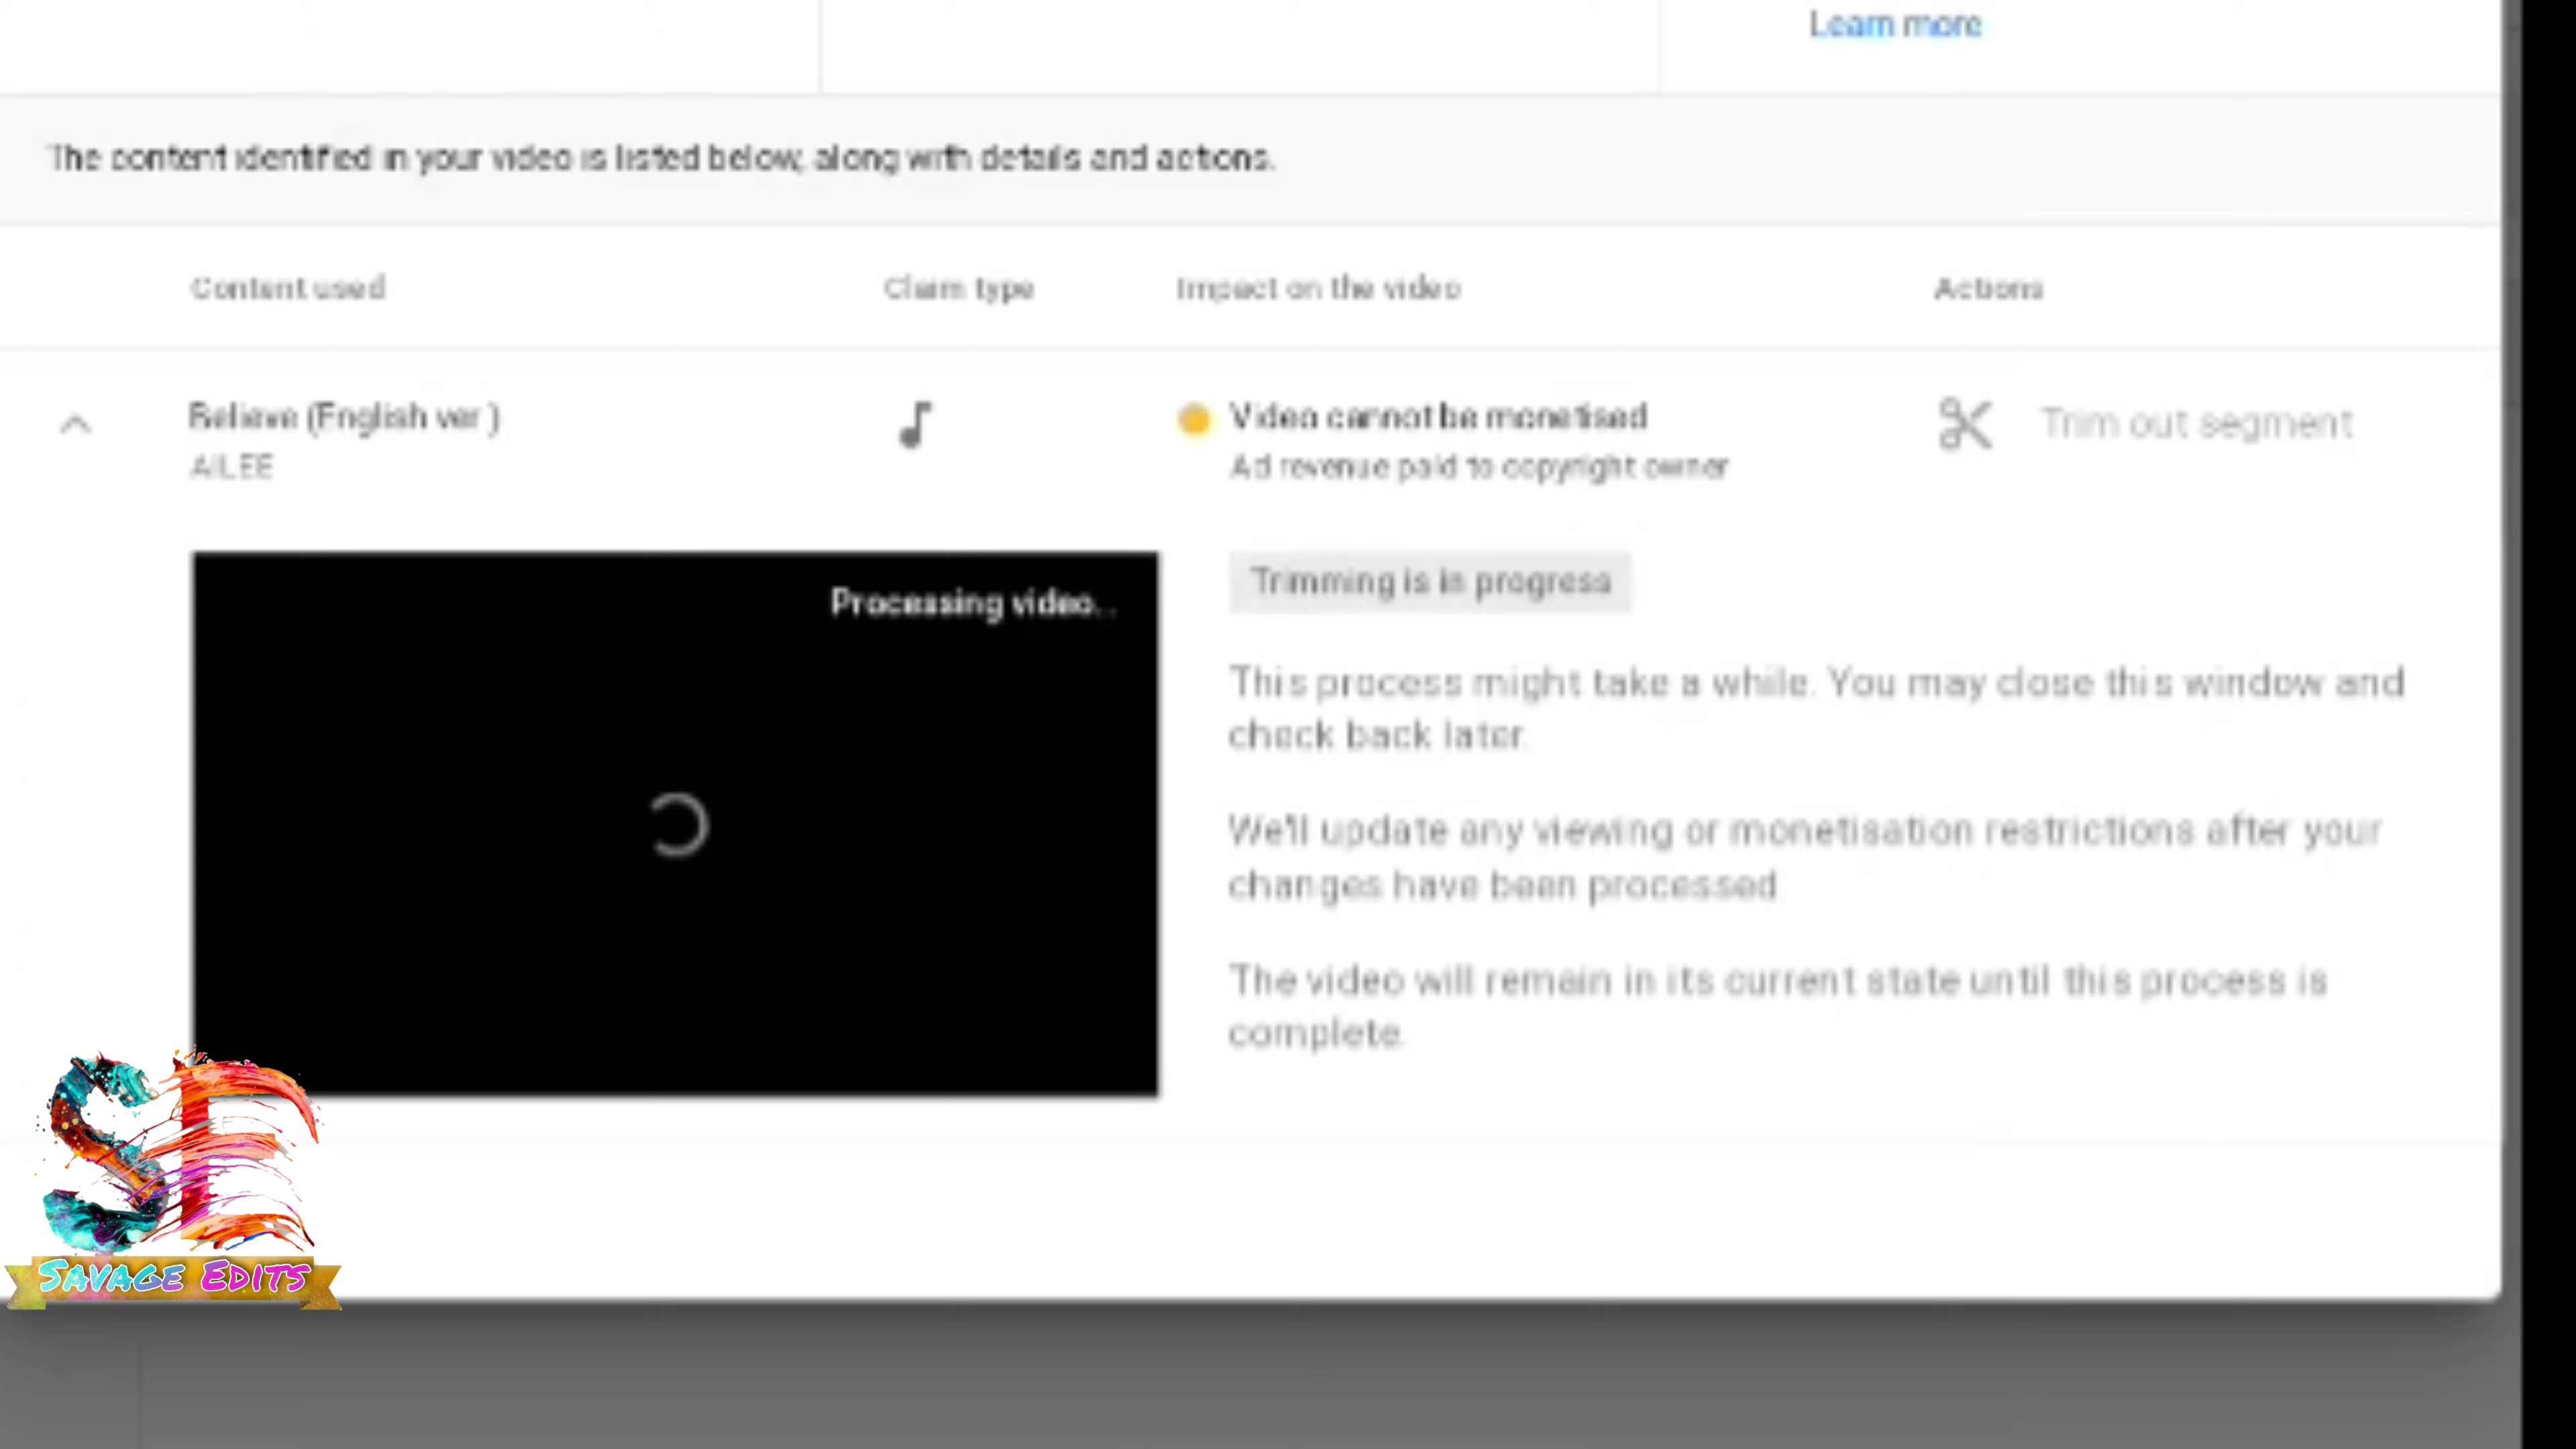 Learn more
The content identified in your video is listed below, along with details and actions.
Content used
Claim type
Impact on the video
Actions
Believe (English ver.)
AILEE
Video cannot be monetised
Ad revenue paid to copyright owner
Trim out segment
Processing video...
Trimming is in progress
This process might take a while. You may close this window and
check back later.
We'll update any viewing or monetisation restrictions after your
changes have been processed.
The video will remain in its current state until this process is
complete.
SE
SAVAGE EDITS